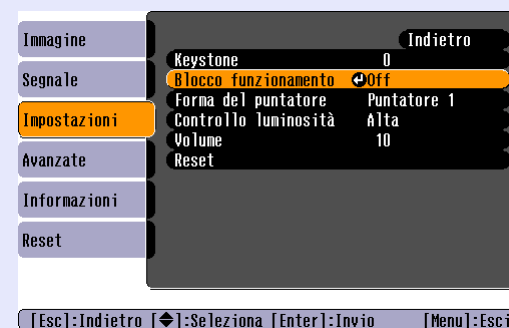 Immagine
Segnale
Impostazioni
Avanzate
Informazioni
Reset
Indietro
Keystone 0
Blocco funzionamento Off
Forma del puntatore Puntatore 1
Controllo luminosità Alta
Volume 10
Reset
[Esc]:Indietro [◆]:Seleziona [Enter]:Invio [Menu]:Esci